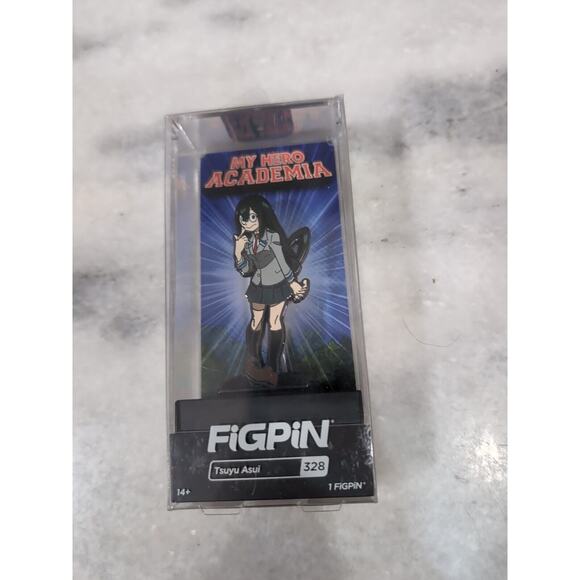 MY HERO
ACADEMIA
FiGPiN®
Tsuyu Asui 328
14+ 1 FiGPiN®